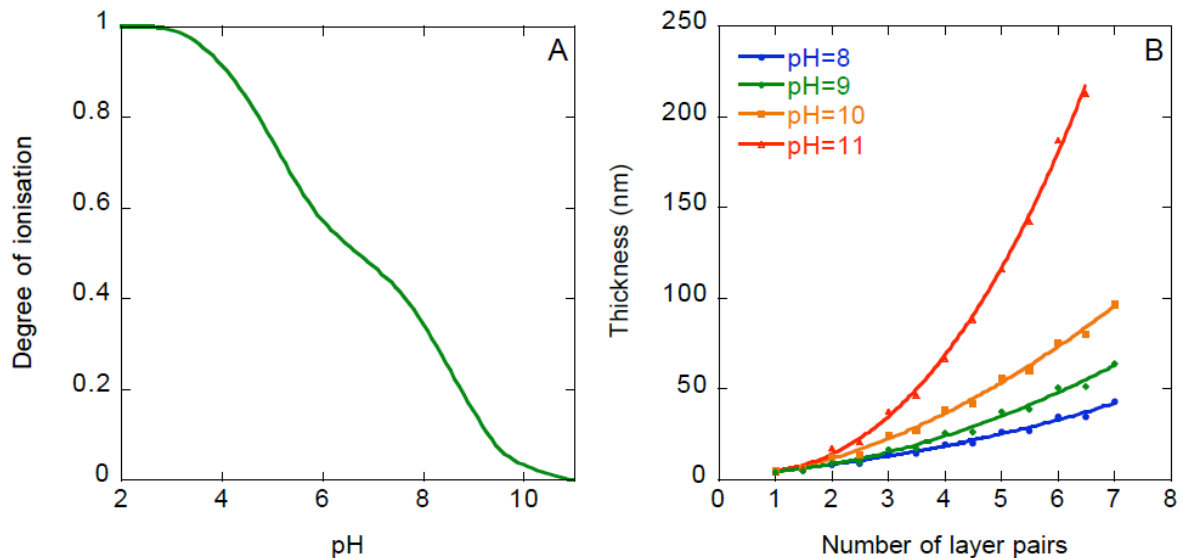 A
1
0.8
0.6
0.4
0.2
0
2
4
6
8
10
pH
Degree of ionisation
B
pH=8
pH=9
pH=10
pH=11
250
200
150
100
50
0
0
1
2
3
4
5
6
7
8
Number of layer pairs
Thickness (nm)